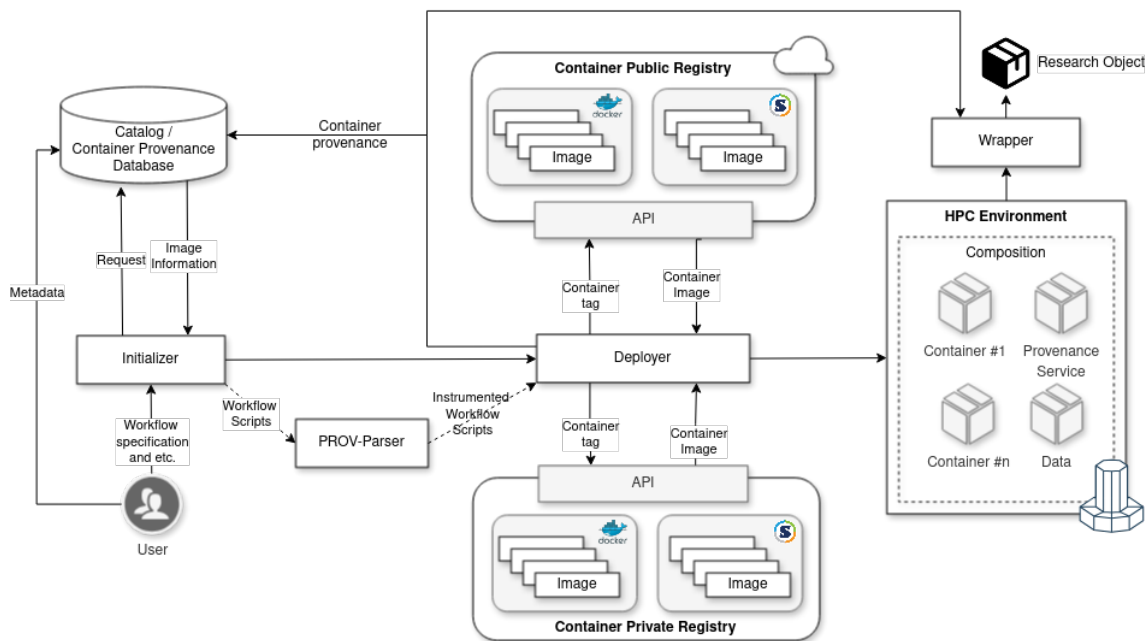 Container Public Registry
docker
S
Image
Image
API
Research Object
Wrapper
Catalog /
Container Provenance
Database
Container
provenance
Request
Image
Information
Metadata
Container
tag
Container
Image
HPC Environment
Composition
Container #1
Provenance
Service
Container #n
Data
Initializer
Deployer
Workflow
Scripts
Instrumented
Workflow
Scripts
PROV-Parser
Workflow
specification
and etc.
User
Container
tag
Container
Image
API
docker
S
Image
Image
Container Private Registry